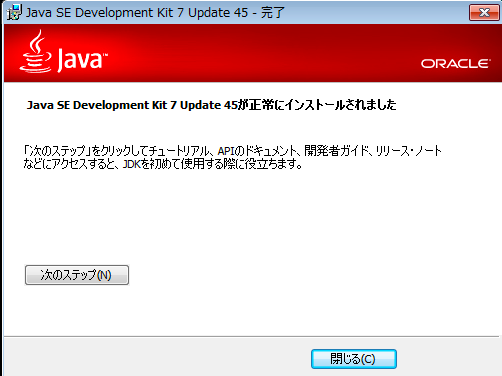 Java SE Development Kit 7 Update 45 - 完了
Java™
ORACLE®
Java SE Development Kit 7 Update 45が正常にインストールされました
「次のステップ」をクリックしてチュートリアル、APIのドキュメント、開発者ガイド、リリース・ノート
などにアクセスすると、JDKを初めて使用する際に役立ちます。
次のステップ(N)
閉じる(C)